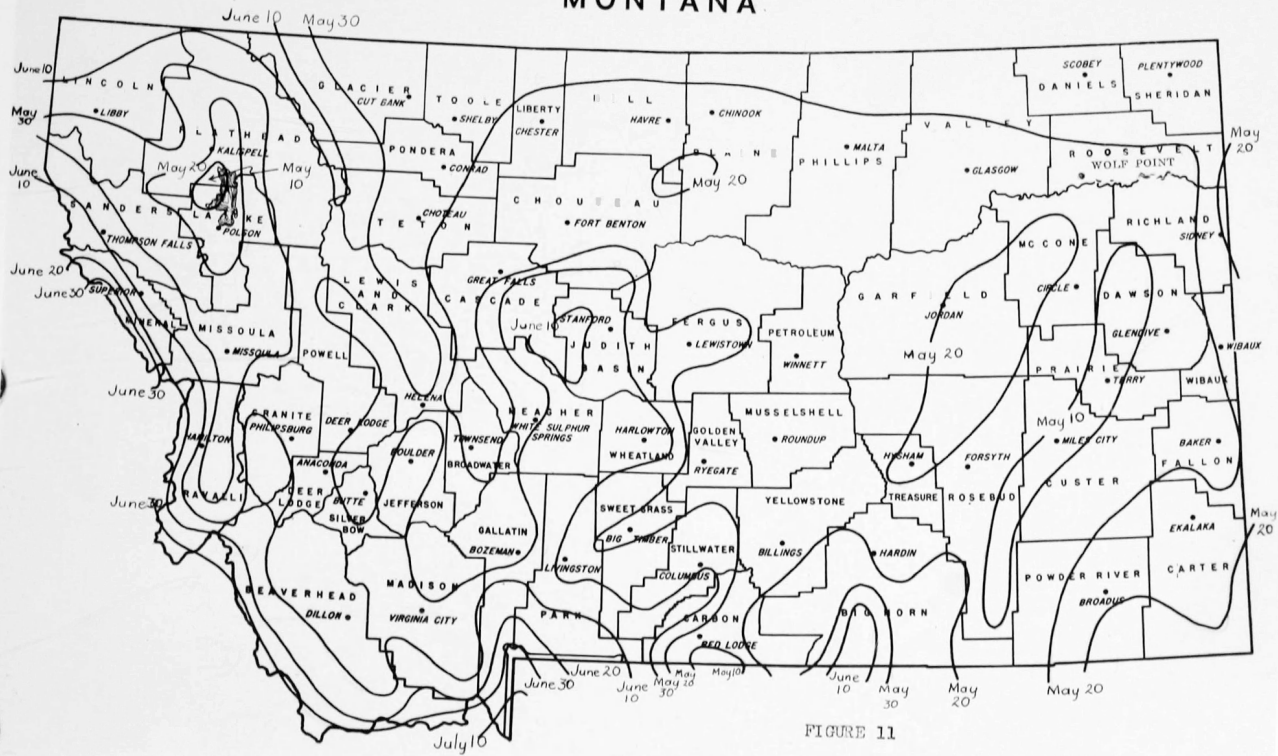 MONTANA
June 10
May 30
June 10
LINCOLN
LIBBY
May 30
FLATHEAD
KALISPELL
May 20
May 10
GLACIER
CUT BANK
TOOLE
SHELBY
LIBERTY
CHESTER
HAVRE
CHINOOK
SCOBEY
DANIELS
PLENTYWOOD
SHERIDAN
PONDERA
CONRAD
MALTA
PHILLIPS
VALLEY
GLASGOW
ROOSEVELT
WOLF POINT
May 20
June 10
SANDERS
LAKE
THOMPSON FALLS
POLSON
TETON
CHOTEAU
FORT BENTON
May 20
MC CONE
RICHLAND
SIDNEY
June 20
June 30
SUPERIOR
MINERAL
MISSOULA
MISSOULA
POWELL
LEWIS
AND
CLARK
GREAT FALLS
CASCADE
June 10
STANFORD
JUDITH
BASIN
FERGUS
LEWISTOWN
PETROLEUM
WINNETT
GARFIELD
JORDAN
May 20
CIRCLE
DAWSON
GLENDIVE
PRAIRIE
TERRY
WIBAUX
WIBAUX
June 30
GRANITE
PHILIPSBURG
DEER LODGE
HELENA
HAMILTON
ANACONDA
BOULDER
TOWNSEND
BROADWATER
MEAGHER
WHITE SULPHUR
SPRINGS
HARLOWTON
WHEATLAND
GOLDEN
VALLEY
RYEGATE
MUSSELSHELL
ROUNDUP
HYSHAM
FORSYTH
TREASURE
ROSEBUD
May 10
MILES CITY
CUSTER
BAKER
FALLON
June 30
RAVALLI
DEER
LODGE
BUTTE
SILVER
BOW
JEFFERSON
GALLATIN
BOZEMAN
SWEET GRASS
BIG TIMBER
STILLWATER
COLUMBUS
YELLOWSTONE
BILLINGS
HARDIN
EKALAKA
May 20
BEAVERHEAD
DILLON
MADISON
VIRGINIA CITY
LIVINGSTON
PARK
CARBON
RED LODGE
BIG HORN
POWDER RIVER
BROADUS
CARTER
July 10
June 30
June 20
June 10
May 30
May 20
May 10
June 10
May 30
May 20
May 20
FIGURE 11